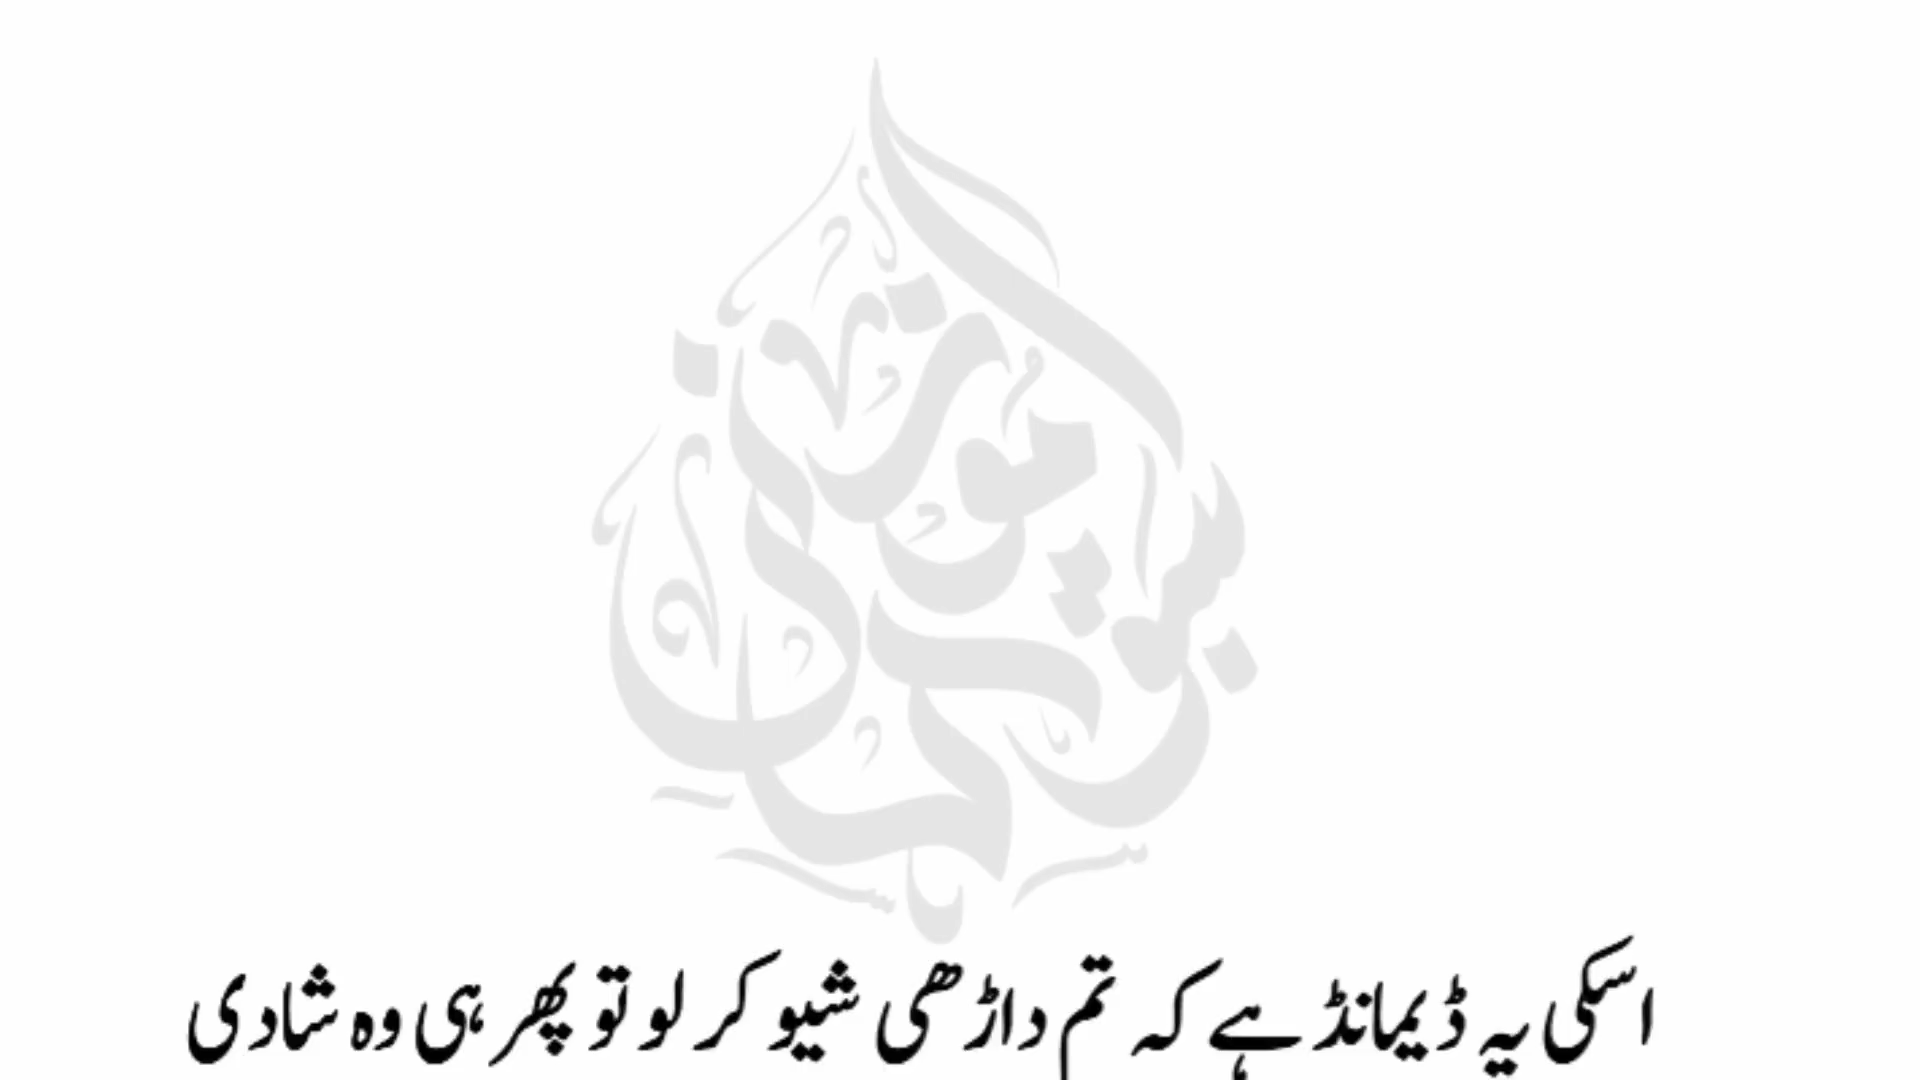 اسکی یہ ڈیمانڈ ہے کہ تم داڑھی شیو کر لو تو پھر ہی وہ شادی